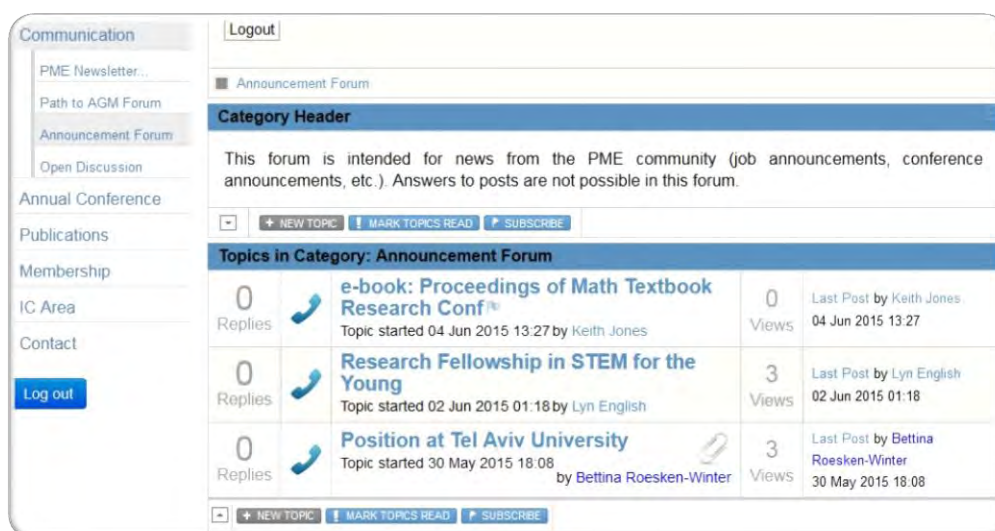 Communication
PME Newsletter...
Path to AGM Forum
Announcement Forum
Open Discussion
Annual Conference
Publications
Membership
IC Area
Contact
Log out
Logout
Announcement Forum
Category Header
This forum is intended for news from the PME community (job announcements, conference
announcements, etc.). Answers to posts are not possible in this forum.
+ NEW TOPIC ! MARK TOPICS READ SUBSCRIBE
Topics in Category: Announcement Forum
0
Replies
e-book: Proceedings of Math Textbook
Research Conf
Topic started 04 Jun 2015 13:27 by Keith Jones
0
Views
Last Post by Keith Jones
04 Jun 2015 13:27
0
Replies
Research Fellowship in STEM for the
Young
Topic started 02 Jun 2015 01:18 by Lyn English
3
Views
Last Post by Lyn English
02 Jun 2015 01:18
0
Replies
Position at Tel Aviv University
Topic started 30 May 2015 18:08
by Bettina Roesken-Winter
3
Views
Last Post by Bettina
Roesken-Winter
30 May 2015 18:08
+ NEW TOPIC ! MARK TOPICS READ SUBSCRIBE